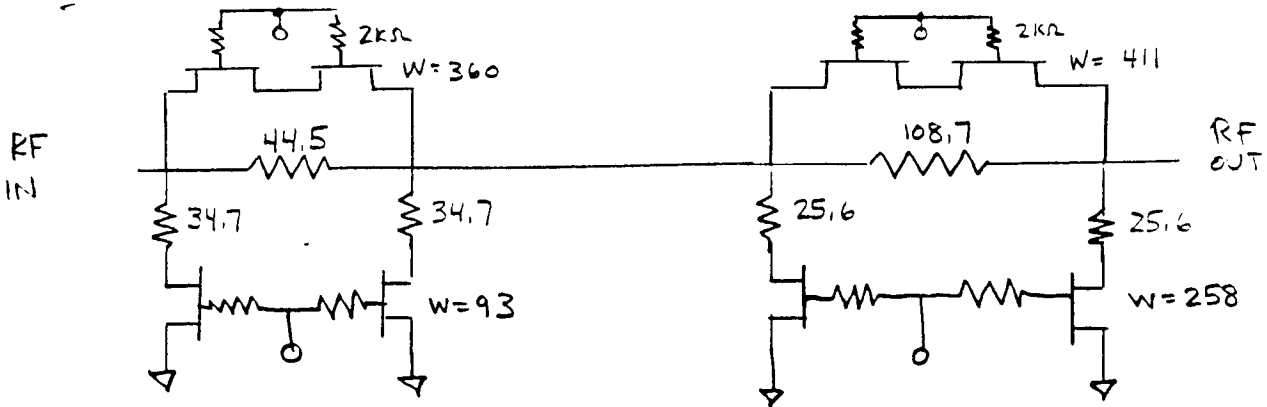 2KΩ
W=360
2KΩ
W= 411
RF
IN
44.5
108.7
RF
OUT
34.7
34.7
25.6
25.6
W=93
W=258